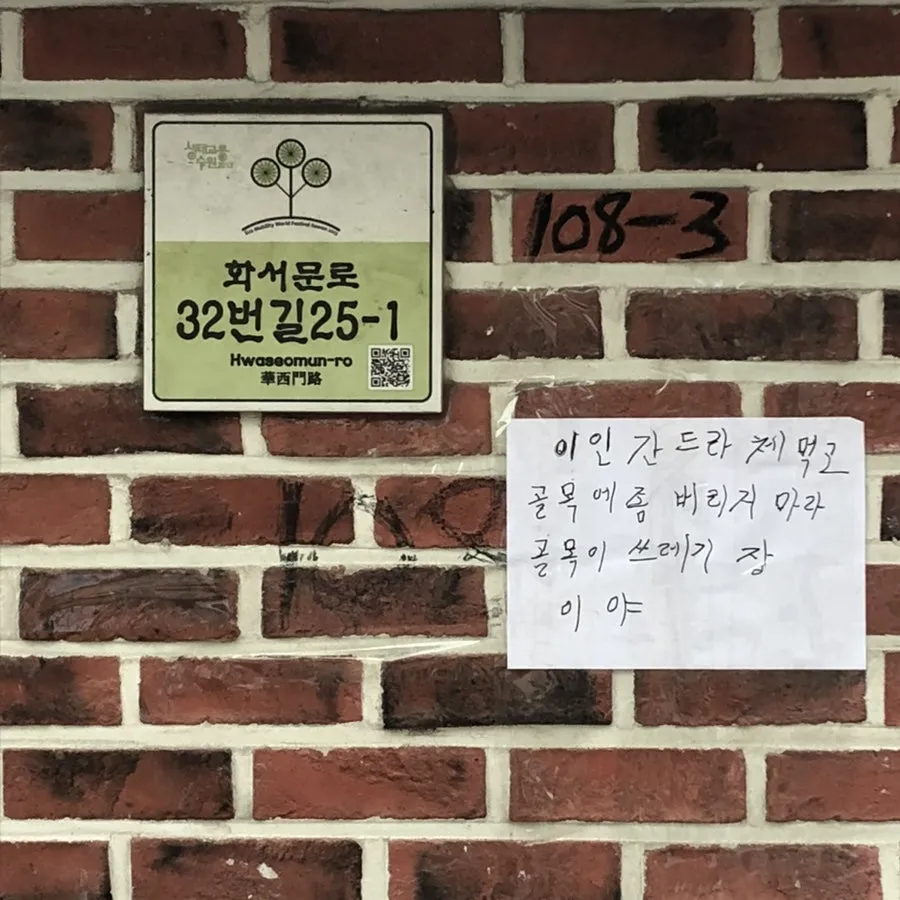 생태교통
수원2013
Eco Mobility World Festival Suwon 2013
화서문로
32번길25-1
Hwaseomun-ro
華西門路
108-3
이인 간드라 체 먹고
골목에좀 버리지 마라
골목이 쓰레기 장
이 야